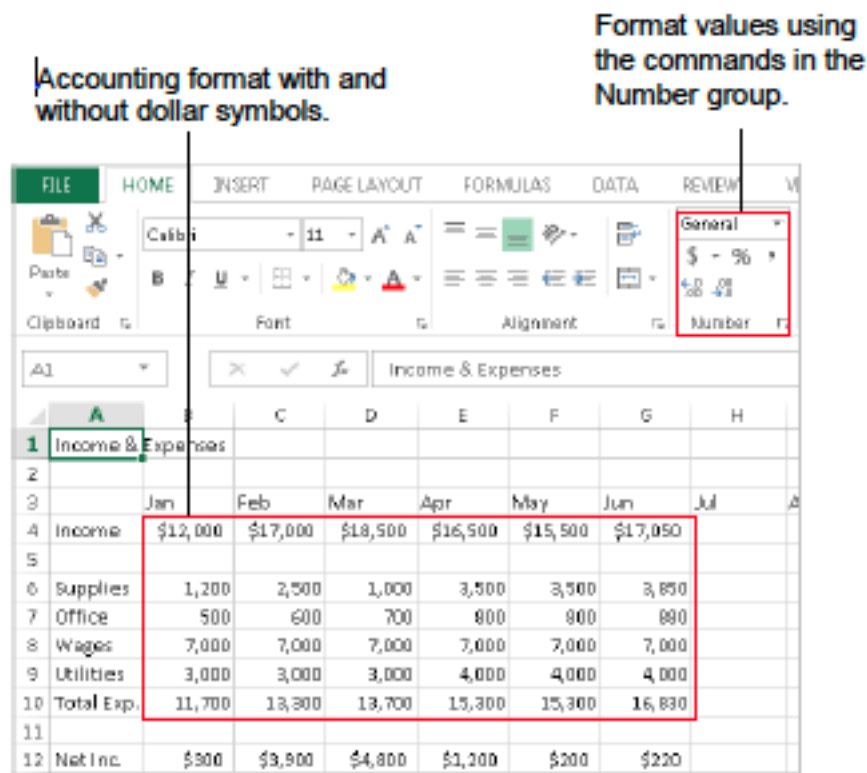 Format values using
the commands in the
Number group.
Accounting format with and
without dollar symbols.
FILE HOME INSERT PAGE LAYOUT FORMULAS DATA REVIEW
Calibri 11 A A General
Paste B I U A $ % ,
Clipboard Font Alignment Number
A1 fx Income & Expenses
A B C D E F G H
1 Income & Expenses
2
3 Jan Feb Mar Apr May Jun Jul A
4 Income $12,000 $17,000 $18,500 $16,500 $15,500 $17,050
5
6 Supplies 1,200 2,500 1,000 3,500 3,500 3,850
7 Office 500 600 700 800 800 880
8 Wages 7,000 7,000 7,000 7,000 7,000 7,000
9 Utilities 3,000 3,000 3,000 4,000 4,000 4,000
10 Total Exp. 11,700 13,700 15,300 15,300 16,830
11
12 Net Inc. $300 $3,900 $4,800 $1,200 $200 $220